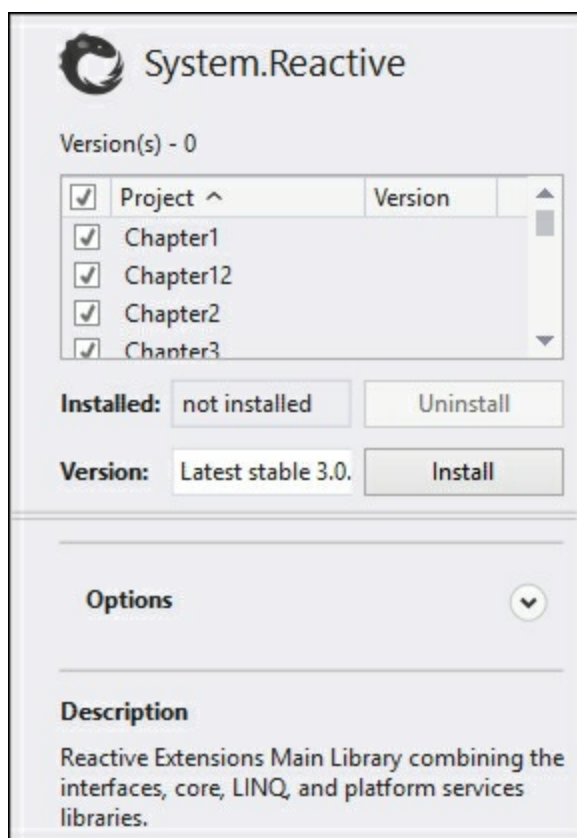 System.Reactive
Version(s) - 0
Project Version
Chapter1
Chapter12
Chapter2
Chapter3
Installed: not installed Uninstall
Version: Latest stable 3.0. Install
Options
Description
Reactive Extensions Main Library combining the
interfaces, core, LINQ, and platform services
libraries.